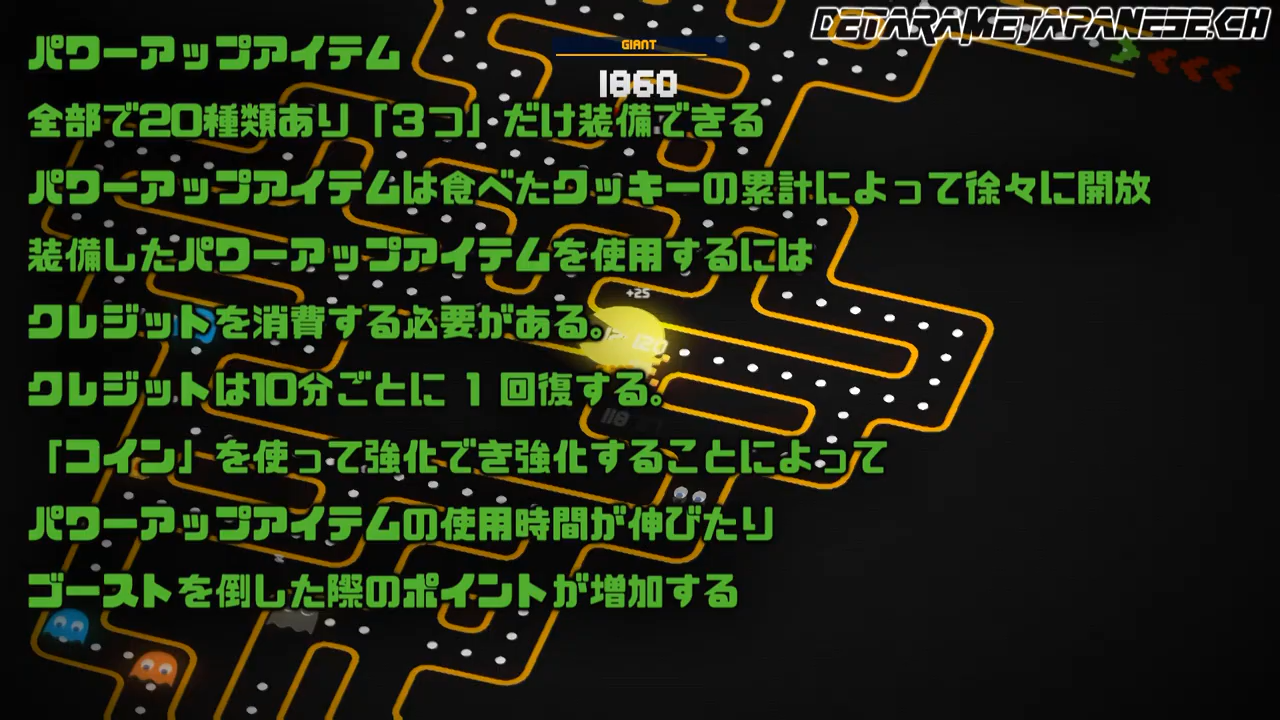 DETARAMEJAPANESE.CH
GIANT
1860
パワーアップアイテム
全部で20種類あり「3つ」だけ装備できる
パワーアップアイテムは食べたクッキーの累計によって徐々に開放
装備したパワーアップアイテムを使用するには
+25
クレジットを消費する必要がある。
クレジットは10分ごとに 1 回復する。
「コイン」を使って強化でき強化することによって
パワーアップアイテムの使用時間が伸びたり
ゴーストを倒した際のポイントが増加する